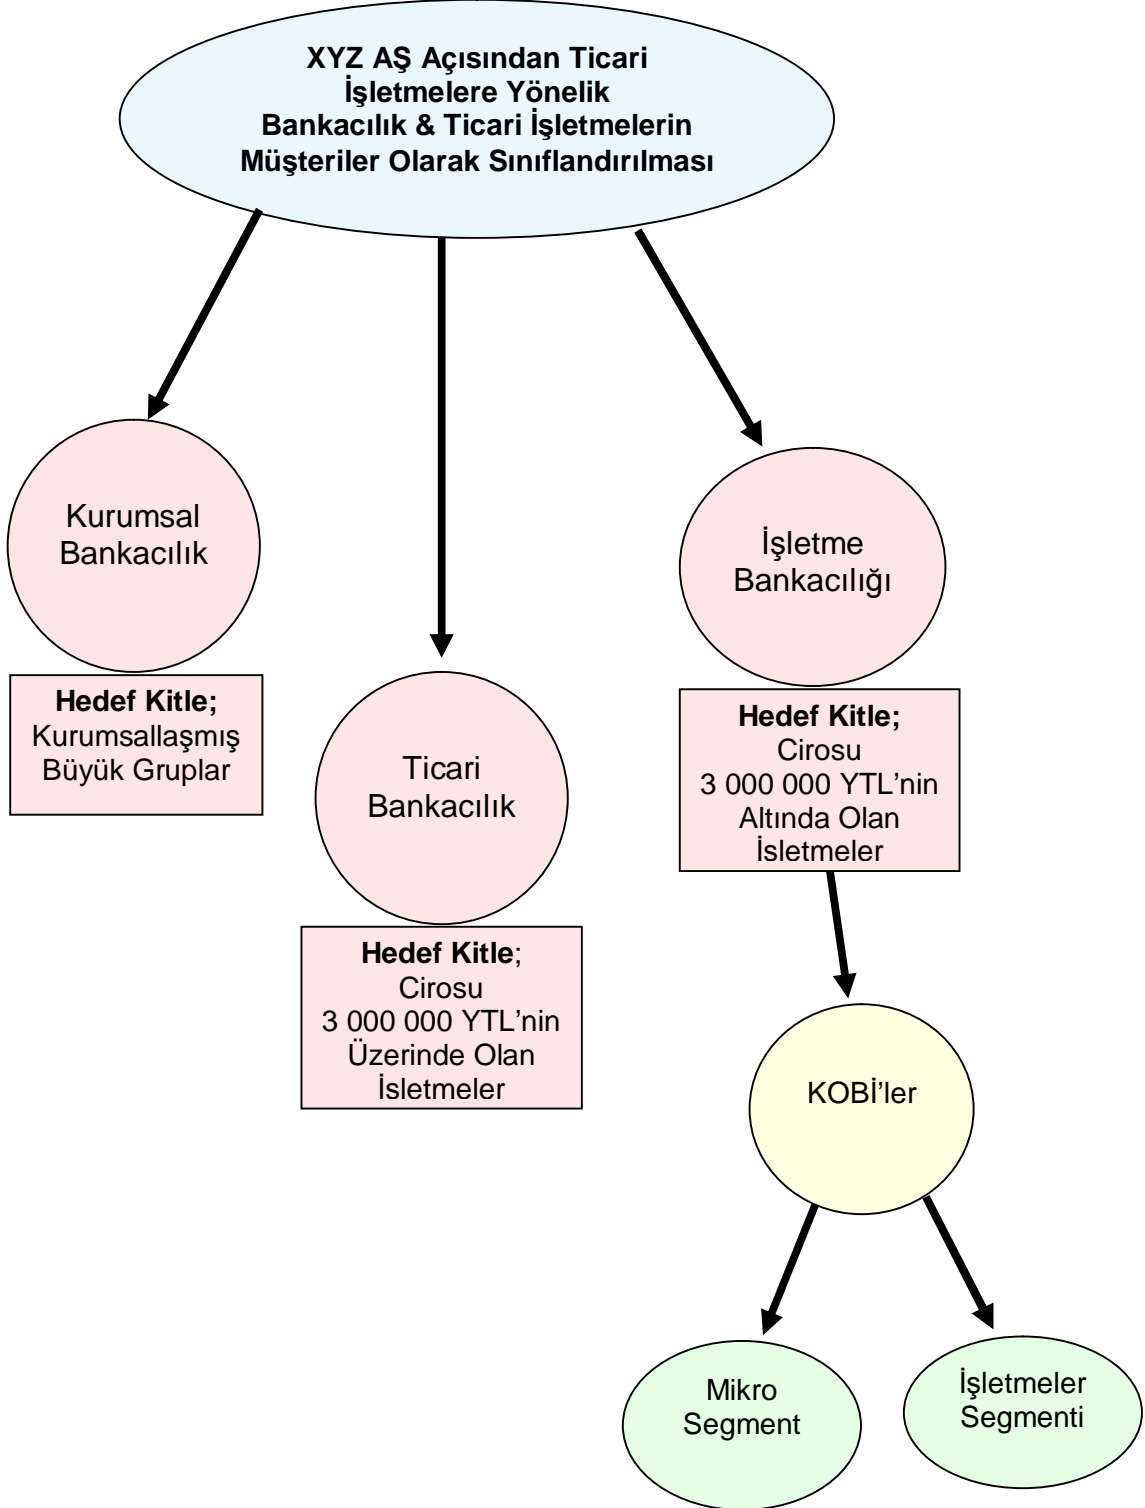 XYZ AŞ Açısından Ticari
İşletmelere Yönelik
Bankacılık & Ticari İşletmelerin
Müşteriler Olarak Sınıflandırılması
Kurumsal
Bankacılık
Hedef Kitle;
Kurumsallaşmış
Büyük Gruplar
Ticari
Bankacılık
Hedef Kitle;
Cirosu
3 000 000 YTL’nin
Üzerinde Olan
İşletmeler
İşletme
Bankacılığı
Hedef Kitle;
Cirosu
3 000 000 YTL’nin
Altında Olan
İşletmeler
KOBİ’ler
Mikro
Segment
İşletmeler
Segmenti